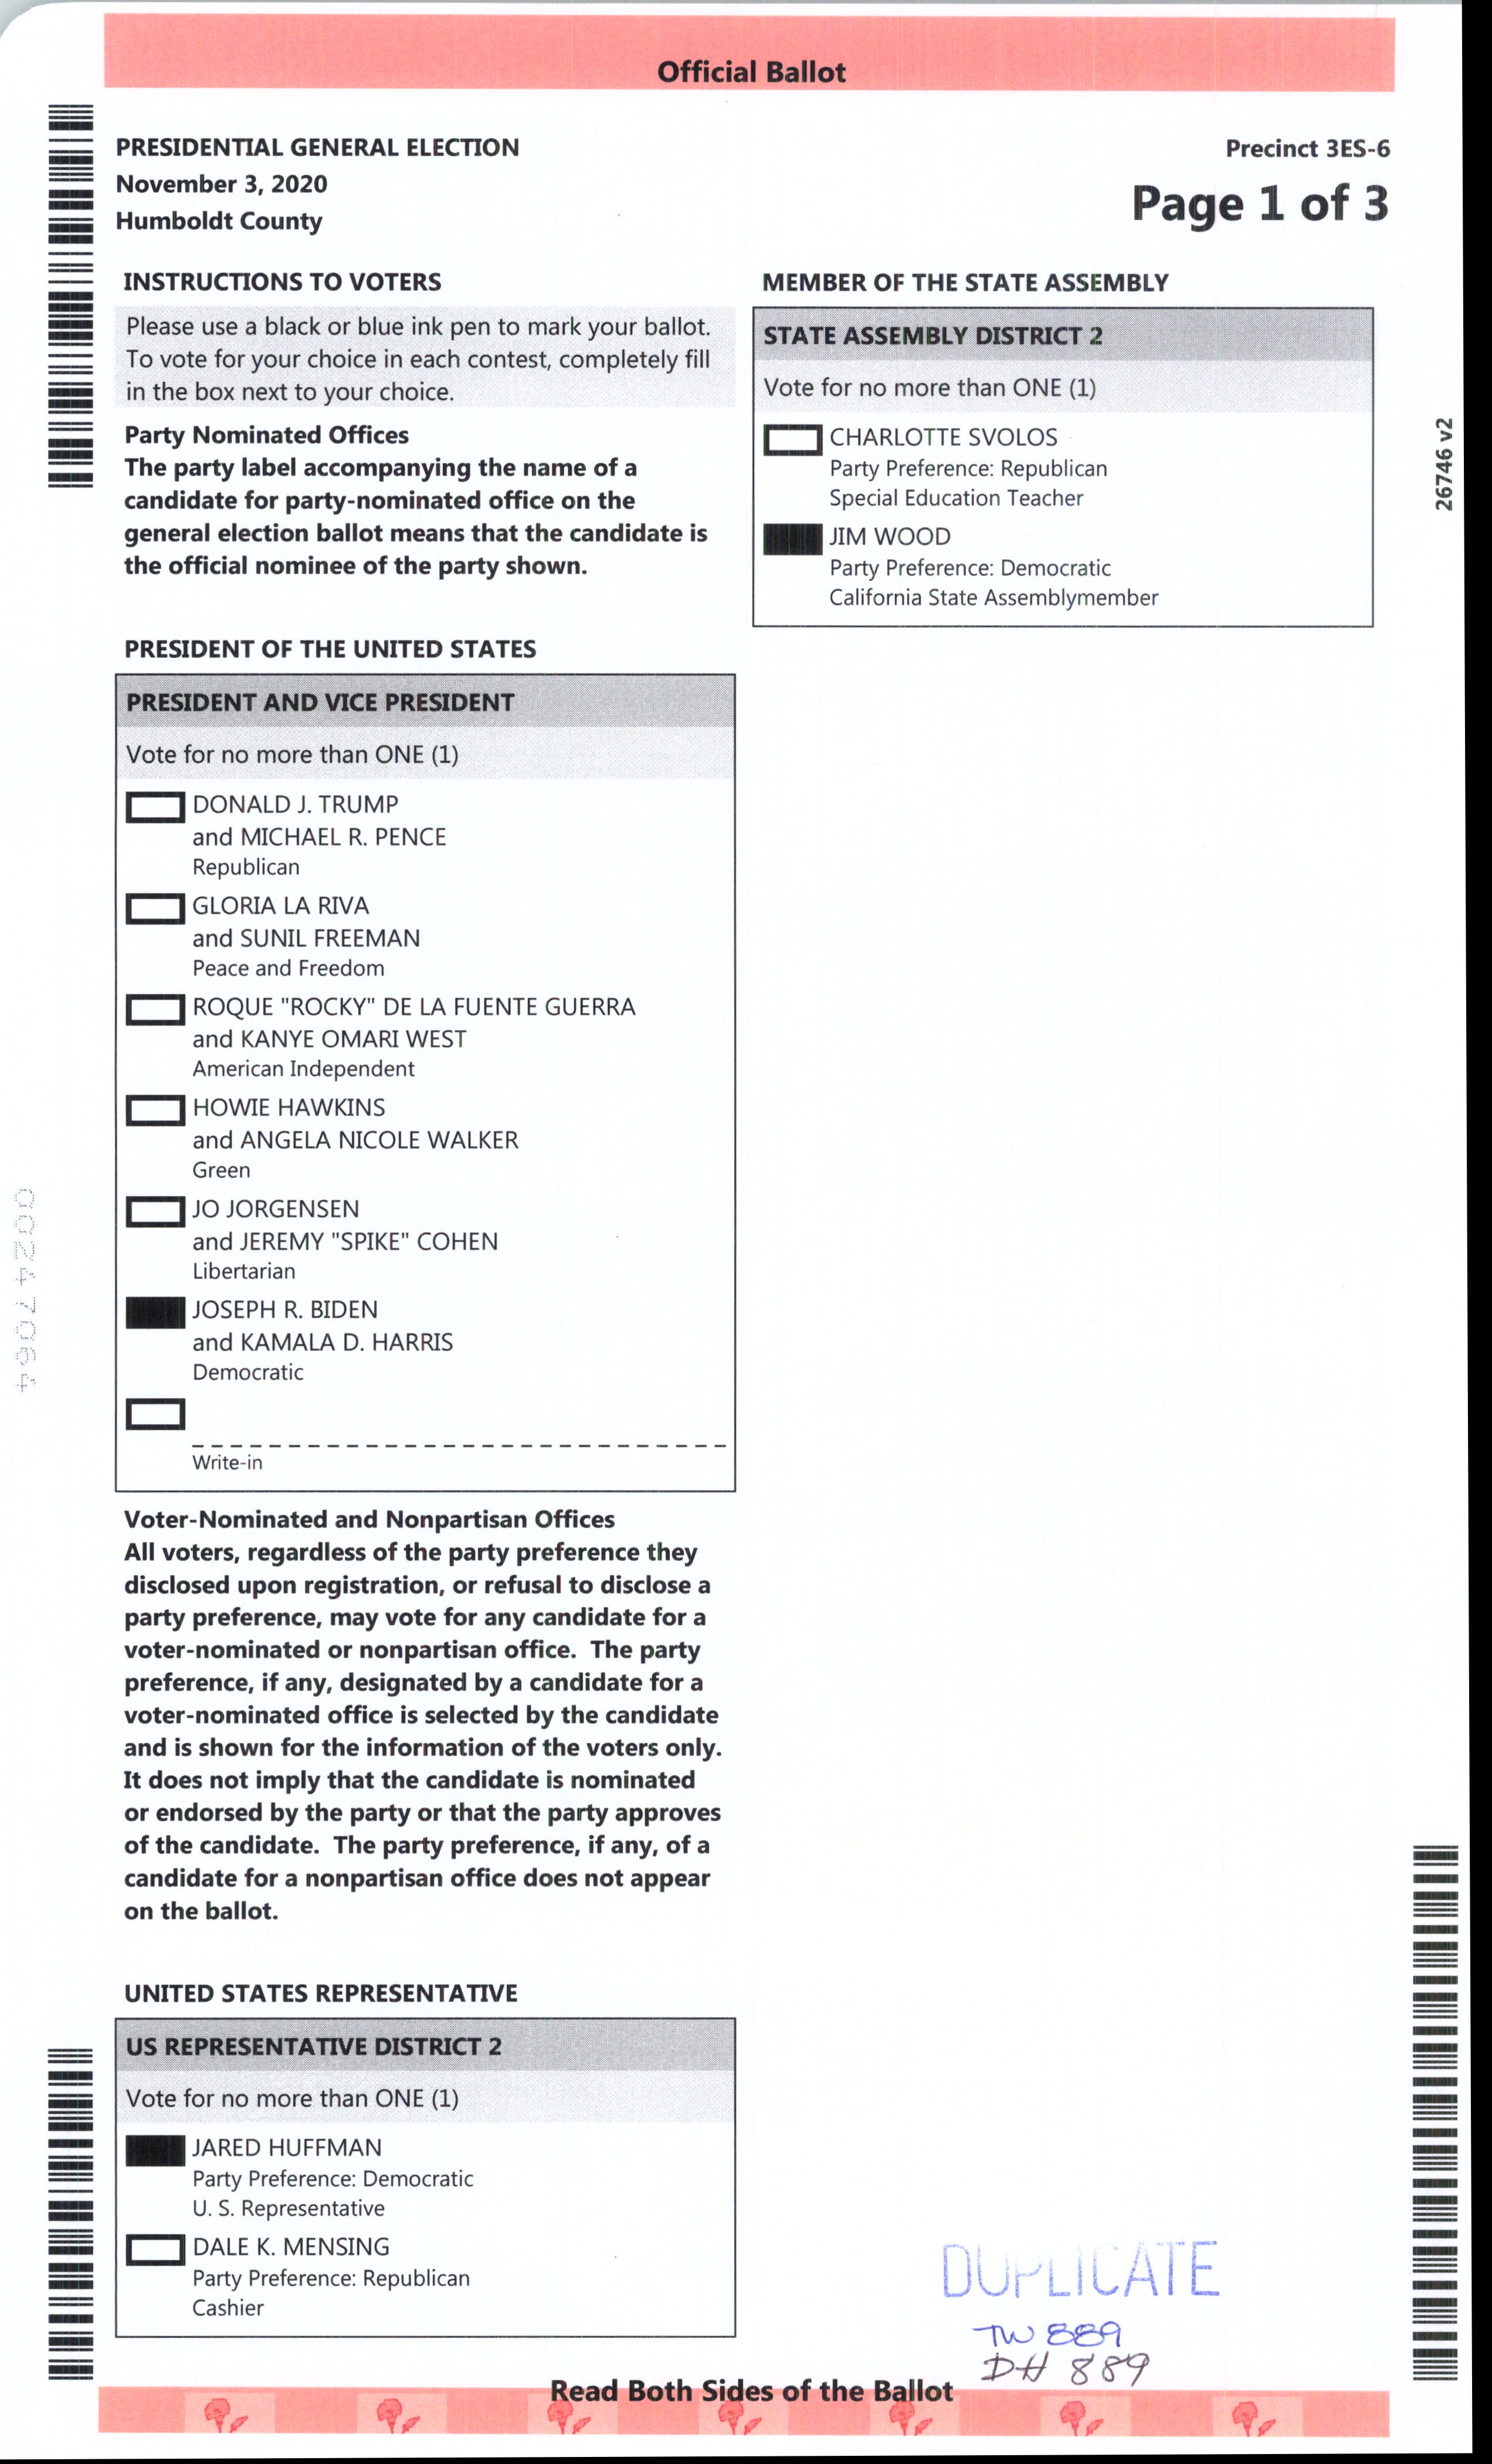 Official Ballot
PRESIDENTIAL GENERAL ELECTION
November 3, 2020
Humboldt County
Precinct 3ES-6
Page 1 of 3
INSTRUCTIONS TO VOTERS
Please use a black or blue ink pen to mark your ballot.
To vote for your choice in each contest, completely fill
in the box next to your choice.
Party Nominated Offices
The party label accompanying the name of a
candidate for party-nominated office on the
general election ballot means that the candidate is
the official nominee of the party shown.
PRESIDENT OF THE UNITED STATES
PRESIDENT AND VICE PRESIDENT
Vote for no more than ONE (1)
DONALD J. TRUMP
and MICHAEL R. PENCE
Republican
GLORIA LA RIVA
and SUNIL FREEMAN
Peace and Freedom
ROQUE "ROCKY" DE LA FUENTE GUERRA
and KANYE OMARI WEST
American Independent
HOWIE HAWKINS
and ANGELA NICOLE WALKER
Green
JO JORGENSEN
and JEREMY "SPIKE" COHEN
Libertarian
JOSEPH R. BIDEN
and KAMALA D. HARRIS
Democratic
Write-in
Voter-Nominated and Nonpartisan Offices
All voters, regardless of the party preference they
disclosed upon registration, or refusal to disclose a
party preference, may vote for any candidate for a
voter-nominated or nonpartisan office. The party
preference, if any, designated by a candidate for a
voter-nominated office is selected by the candidate
and is shown for the information of the voters only.
It does not imply that the candidate is nominated
or endorsed by the party or that the party approves
of the candidate. The party preference, if any, of a
candidate for a nonpartisan office does not appear
on the ballot.
UNITED STATES REPRESENTATIVE
US REPRESENTATIVE DISTRICT 2
Vote for no more than ONE (1)
JARED HUFFMAN
Party Preference: Democratic
U. S. Representative
DALE K. MENSING
Party Preference: Republican
Cashier
MEMBER OF THE STATE ASSEMBLY
STATE ASSEMBLY DISTRICT 2
Vote for no more than ONE (1)
CHARLOTTE SVOLOS
Party Preference: Republican
Special Education Teacher
JIM WOOD
Party Preference: Democratic
California State Assemblymember
26746 v2
00247064
DUPLICATE
TW 889
DH 889
Read Both Sides of the Ballot